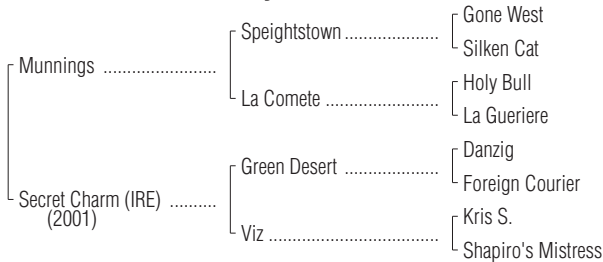 Gone West
Speightstown ....................
Silken Cat
Munnings ........................
Holy Bull
La Comete ........................
La Gueriere
Danzig
Green Desert ....................
Foreign Courier
Secret Charm (IRE) ..........
(2001)
Kris S.
Viz ....................................
Shapiro's Mistress